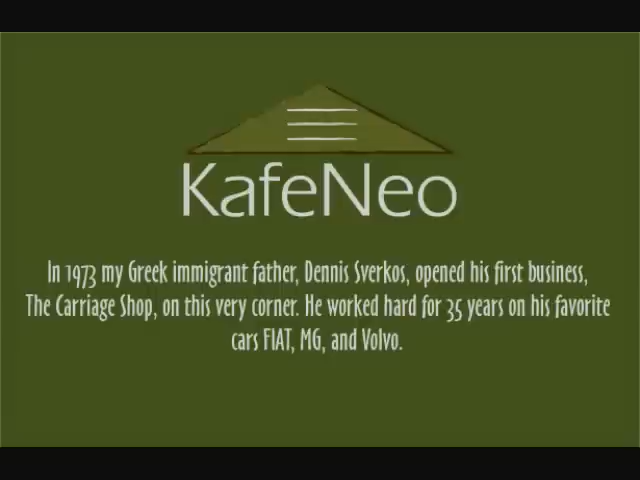 KafeNeo
In 1973 my Greek immigrant father, Dennis Sverkos, opened his first business,
The Carriage Shop, on this very corner. He worked hard for 35 years on his favorite
cars FIAT, MG, and Volvo.